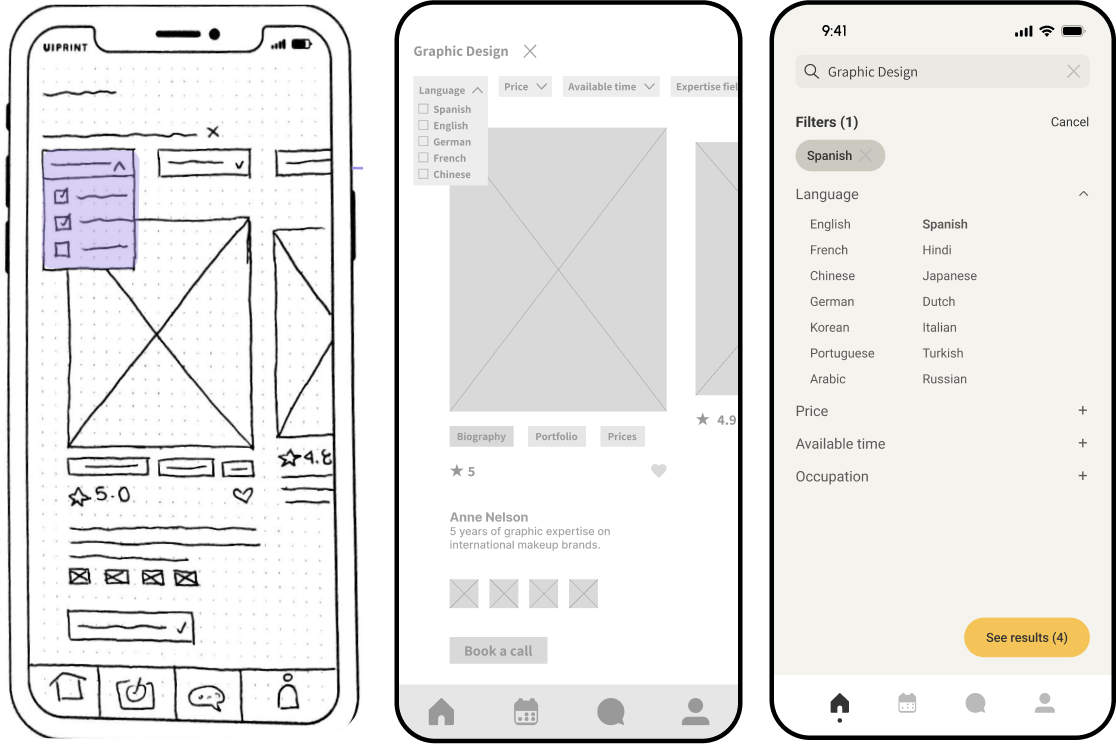 UIPRINT
5.0
4.8
Graphic Design
Language
Price
Available time
Expertise fiel
Spanish
English
German
French
Chinese
Biography
Portfolio
Prices
5
4.9
Anne Nelson
5 years of graphic expertise on
international makeup brands.
Book a call
9:41
Graphic Design
Filters (1)
Cancel
Spanish
Language
English
Spanish
French
Hindi
Chinese
Japanese
German
Dutch
Korean
Italian
Portuguese
Turkish
Arabic
Russian
Price
Available time
Occupation
See results (4)